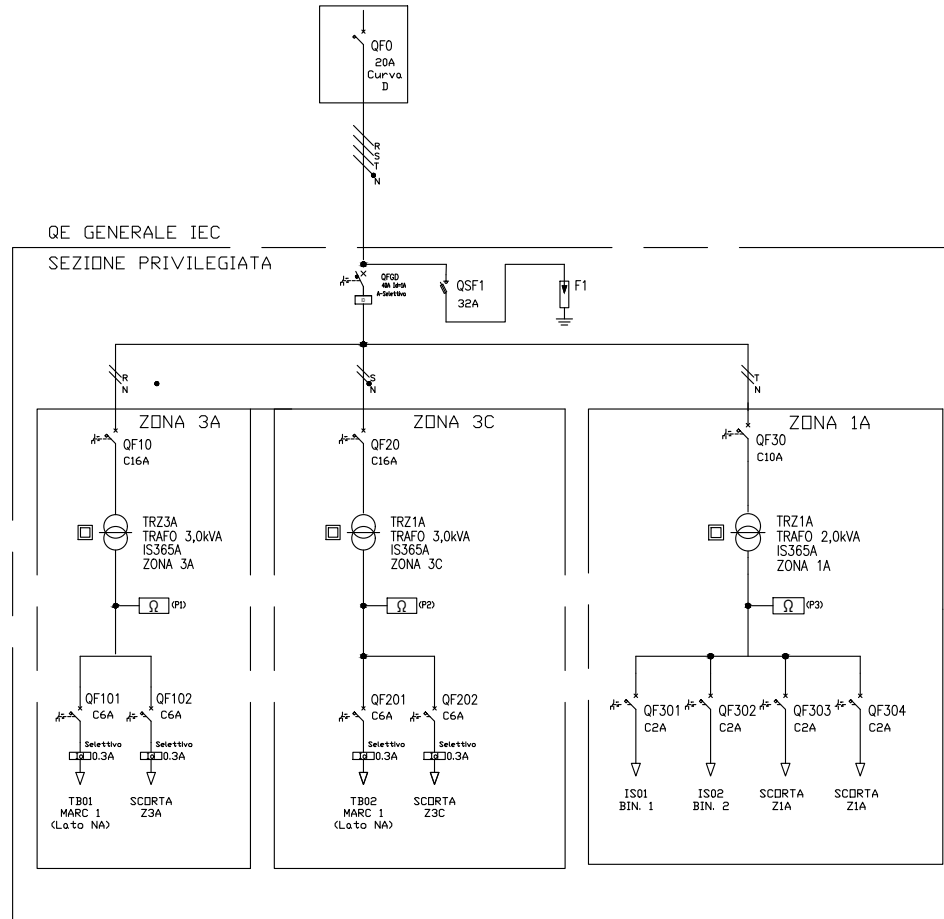 QF0
20A
Curva
D
R
S
T
N
QE GENERALE IEC
SEZIONE PRIVILEGIATA
QFGD
40A Id=1A
A-Selettivo
QSF1
32A
F1
R
N
S
N
T
N
ZONA 3A
QF10
C16A
TRZ3A
TRAFO 3,0kVA
IS365A
ZONA 3A
Ω (P1)
QF101
C6A
QF102
C6A
Selettivo
0.3A
Selettivo
0.3A
TB01
MARC 1
(Lato NA)
SCORTA
Z3A
ZONA 3C
QF20
C16A
TRZ1A
TRAFO 3,0kVA
IS365A
ZONA 3C
Ω (P2)
QF201
C6A
QF202
C6A
Selettivo
0.3A
Selettivo
0.3A
TB02
MARC 1
(Lato NA)
SCORTA
Z3C
ZONA 1A
QF30
C10A
TRZ1A
TRAFO 2,0kVA
IS365A
ZONA 1A
Ω (P3)
QF301
C2A
QF302
C2A
QF303
C2A
QF304
C2A
IS01
BIN. 1
IS02
BIN. 2
SCORTA
Z1A
SCORTA
Z1A